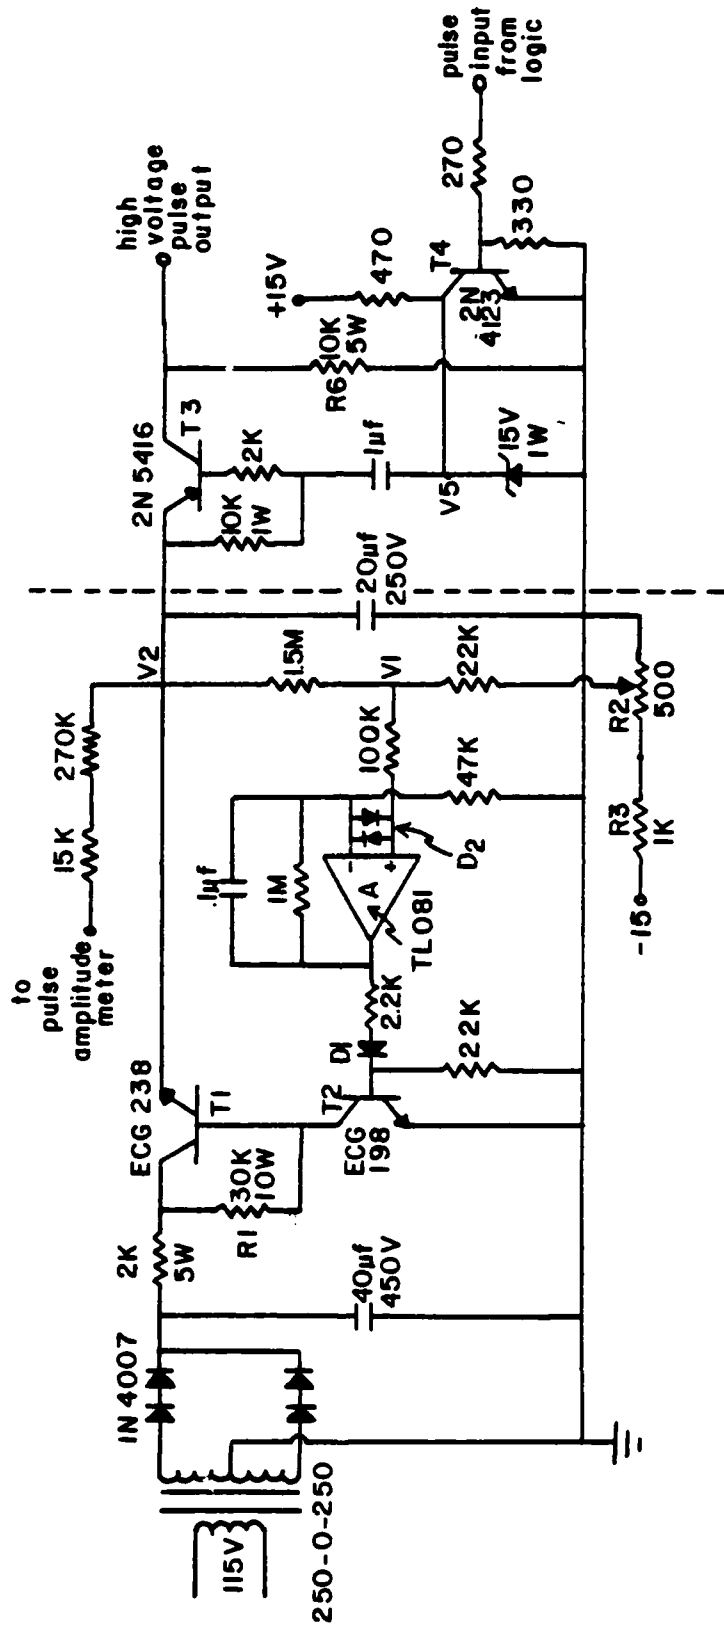 to
pulse
amplitude
meter
15K
270K
V2
high
voltage
pulse
output
2N 5416
T3
1N 4007
2K
5W
ECG 238
T1
115V
250-0-250
30K
10W
R1
40µf
450V
T2
ECG
198
D1
2.2K
22K
.1µf
1M
A
-
+
TL081
D2
100K
47K
1.5M
V1
22K
20µf
250V
10K
1W
2K
1µf
V5
15V
1W
R6
10K
5W
+15V
470
T4
2N
4123
330
270
pulse
input
from
logic
-15
R3
1K
R2
500